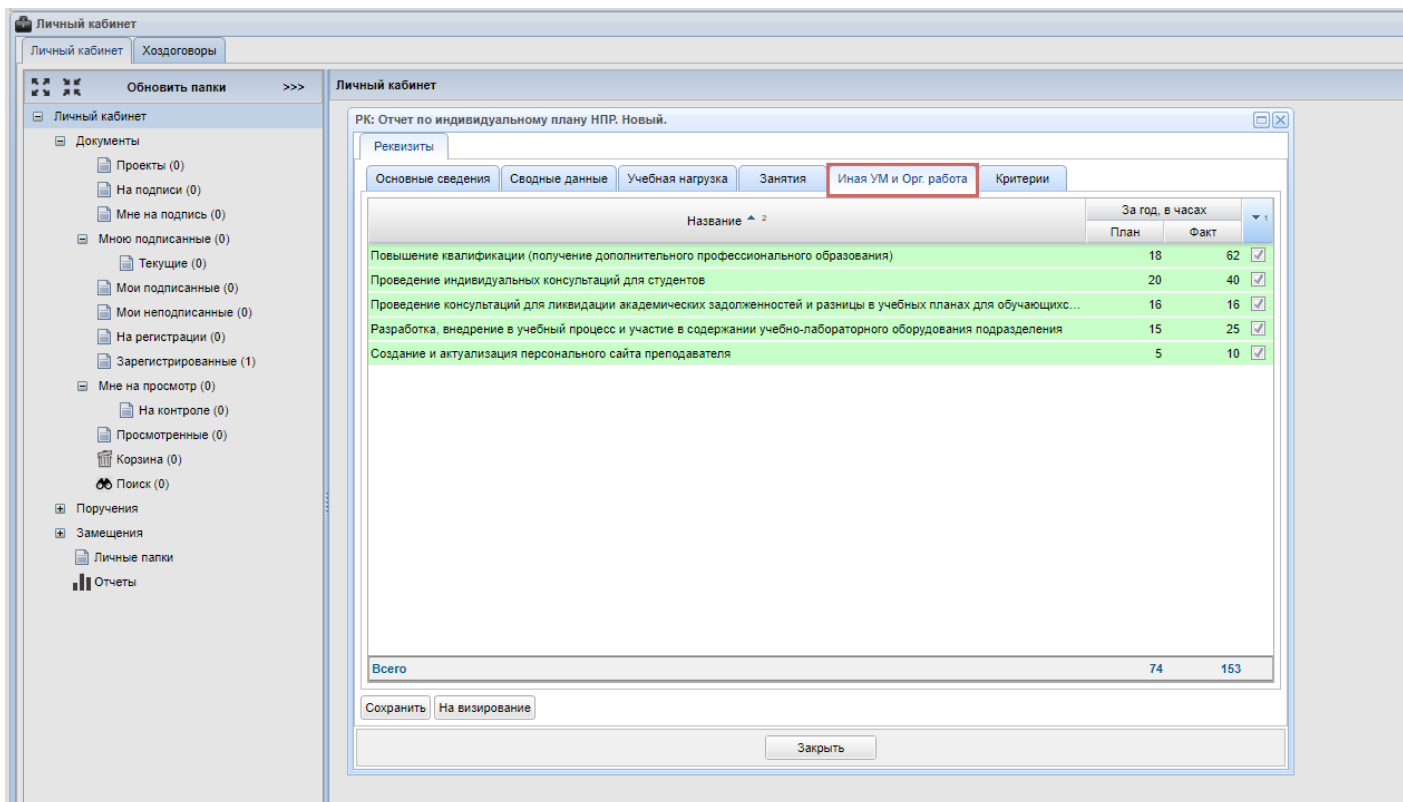 Личный кабинет
Личный кабинет Хоздоговоры
Обновить папки >>>
Личный кабинет
Документы
Проекты (0)
На подписи (0)
Мне на подпись (0)
Мною подписанные (0)
Текущие (0)
Мои подписанные (0)
Мои неподписанные (0)
На регистрации (0)
Зарегистрированные (1)
Мне на просмотр (0)
На контроле (0)
Просмотренные (0)
Корзина (0)
Поиск (0)
Поручения
Замещения
Личные папки
Отчеты
Личный кабинет
РК: Отчет по индивидуальному плану НПР. Новый.
Реквизиты
Основные сведения Сводные данные Учебная нагрузка Занятия Иная УМ и Орг. работа Критерии
Название 2 За год, в часах 1
План Факт
Повышение квалификации (получение дополнительного профессионального образования) 18 62
Проведение индивидуальных консультаций для студентов 20 40
Проведение консультаций для ликвидации академических задолженностей и разницы в учебных планах для обучающихс... 16 16
Разработка, внедрение в учебный процесс и участие в содержании учебно-лабораторного оборудования подразделения 15 25
Создание и актуализация персонального сайта преподавателя 5 10
Всего 74 153
Сохранить На визирование
Закрыть